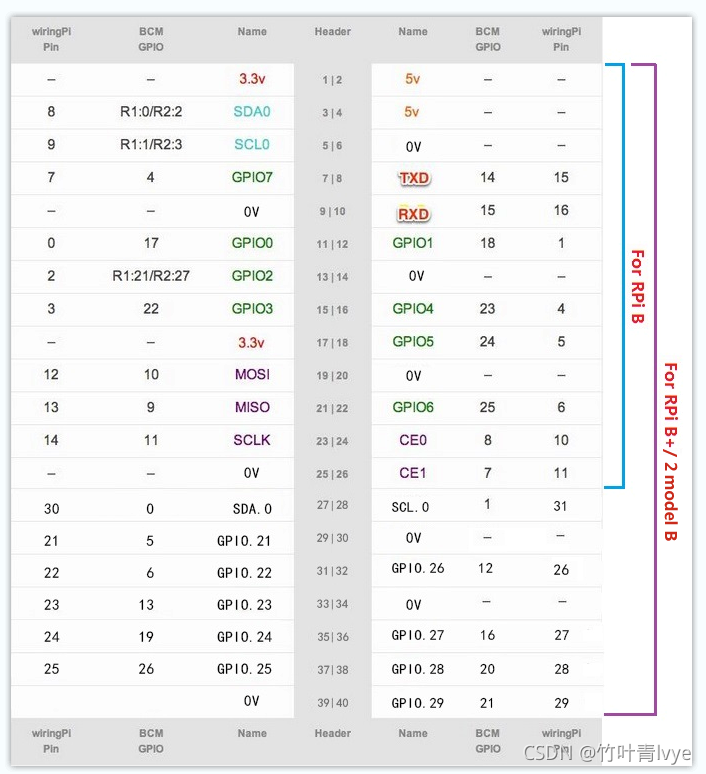 wiringPi Pin BCM GPIO Name Header Name BCM GPIO wiringPi Pin
– – 3.3v 1|2 5v – –
8 R1:0/R2:2 SDA0 3|4 5v – –
9 R1:1/R2:3 SCL0 5|6 0V – –
7 4 GPIO7 7|8 TXD 14 15
– – 0V 9|10 RXD 15 16
0 17 GPIO0 11|12 GPIO1 18 1
2 R1:21/R2:27 GPIO2 13|14 0V – –
3 22 GPIO3 15|16 GPIO4 23 4
– – 3.3v 17|18 GPIO5 24 5
12 10 MOSI 19|20 0V – –
13 9 MISO 21|22 GPIO6 25 6
14 11 SCLK 23|24 CE0 8 10
– – 0V 25|26 CE1 7 11
30 0 SDA.0 27|28 SCL.0 1 31
21 5 GPIO.21 29|30 0V – –
22 6 GPIO.22 31|32 GPIO.26 12 26
23 13 GPIO.23 33|34 0V – –
24 19 GPIO.24 35|36 GPIO.27 16 27
25 26 GPIO.25 37|38 GPIO.28 20 28
0V 39|40 GPIO.29 21 29
wiringPi Pin BCM GPIO Name Header Name BCM GPIO wiringPi Pin
For RPi B
For RPi B+/ 2 model B
CSDN @竹叶青lvye